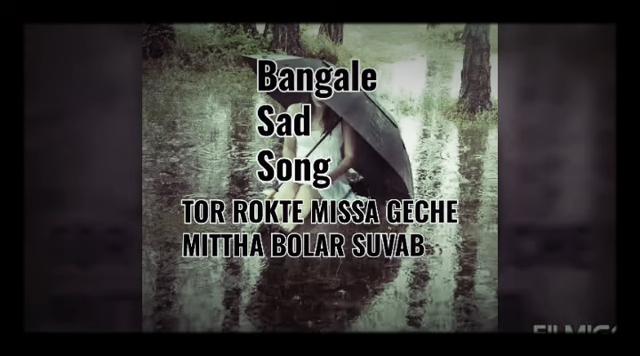 Bangale
Sad
Song
TOR ROKTE MISSA GECHE
MITTHA BOLAR SUVAB